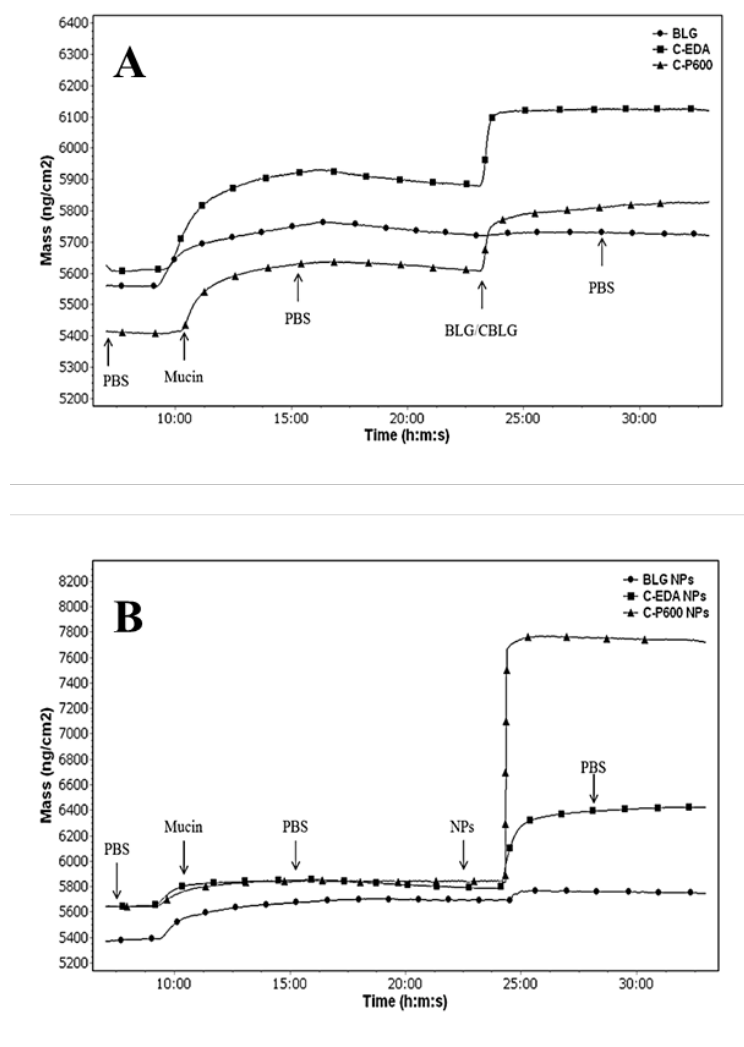 A
BLG
C-EDA
C-P600
Mass (ng/cm2)
6400
6300
6200
6100
6000
5900
5800
5700
5600
5500
5400
5300
5200
PBS
Mucin
PBS
BLG/CBLG
PBS
10:00 15:00 20:00 25:00 30:00
Time (h:m:s)
B
BLG NPs
C-EDA NPs
C-P600 NPs
Mass (ng/cm2)
8200
8000
7800
7600
7400
7200
7000
6800
6600
6400
6200
6000
5800
5600
5400
5200
PBS
Mucin
PBS
NPs
PBS
10:00 15:00 20:00 25:00 30:00
Time (h:m:s)